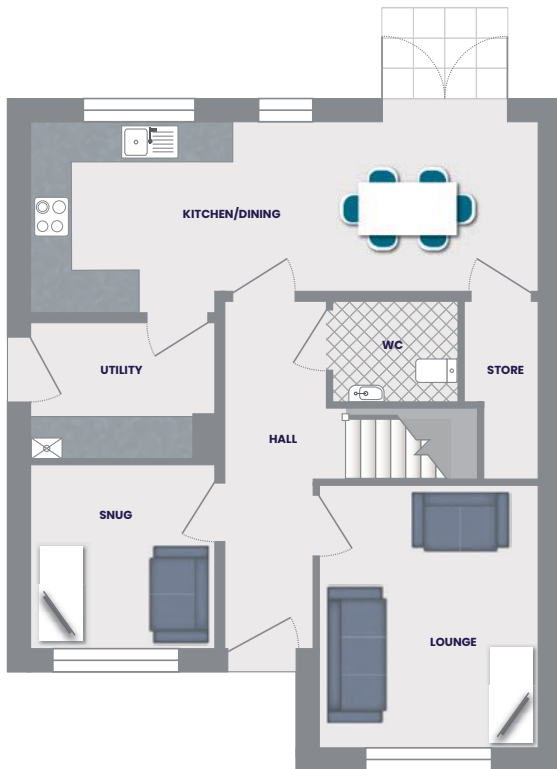 KITCHEN/DINING
WC
UTILITY
STORE
HALL
SNUG
LOUNGE